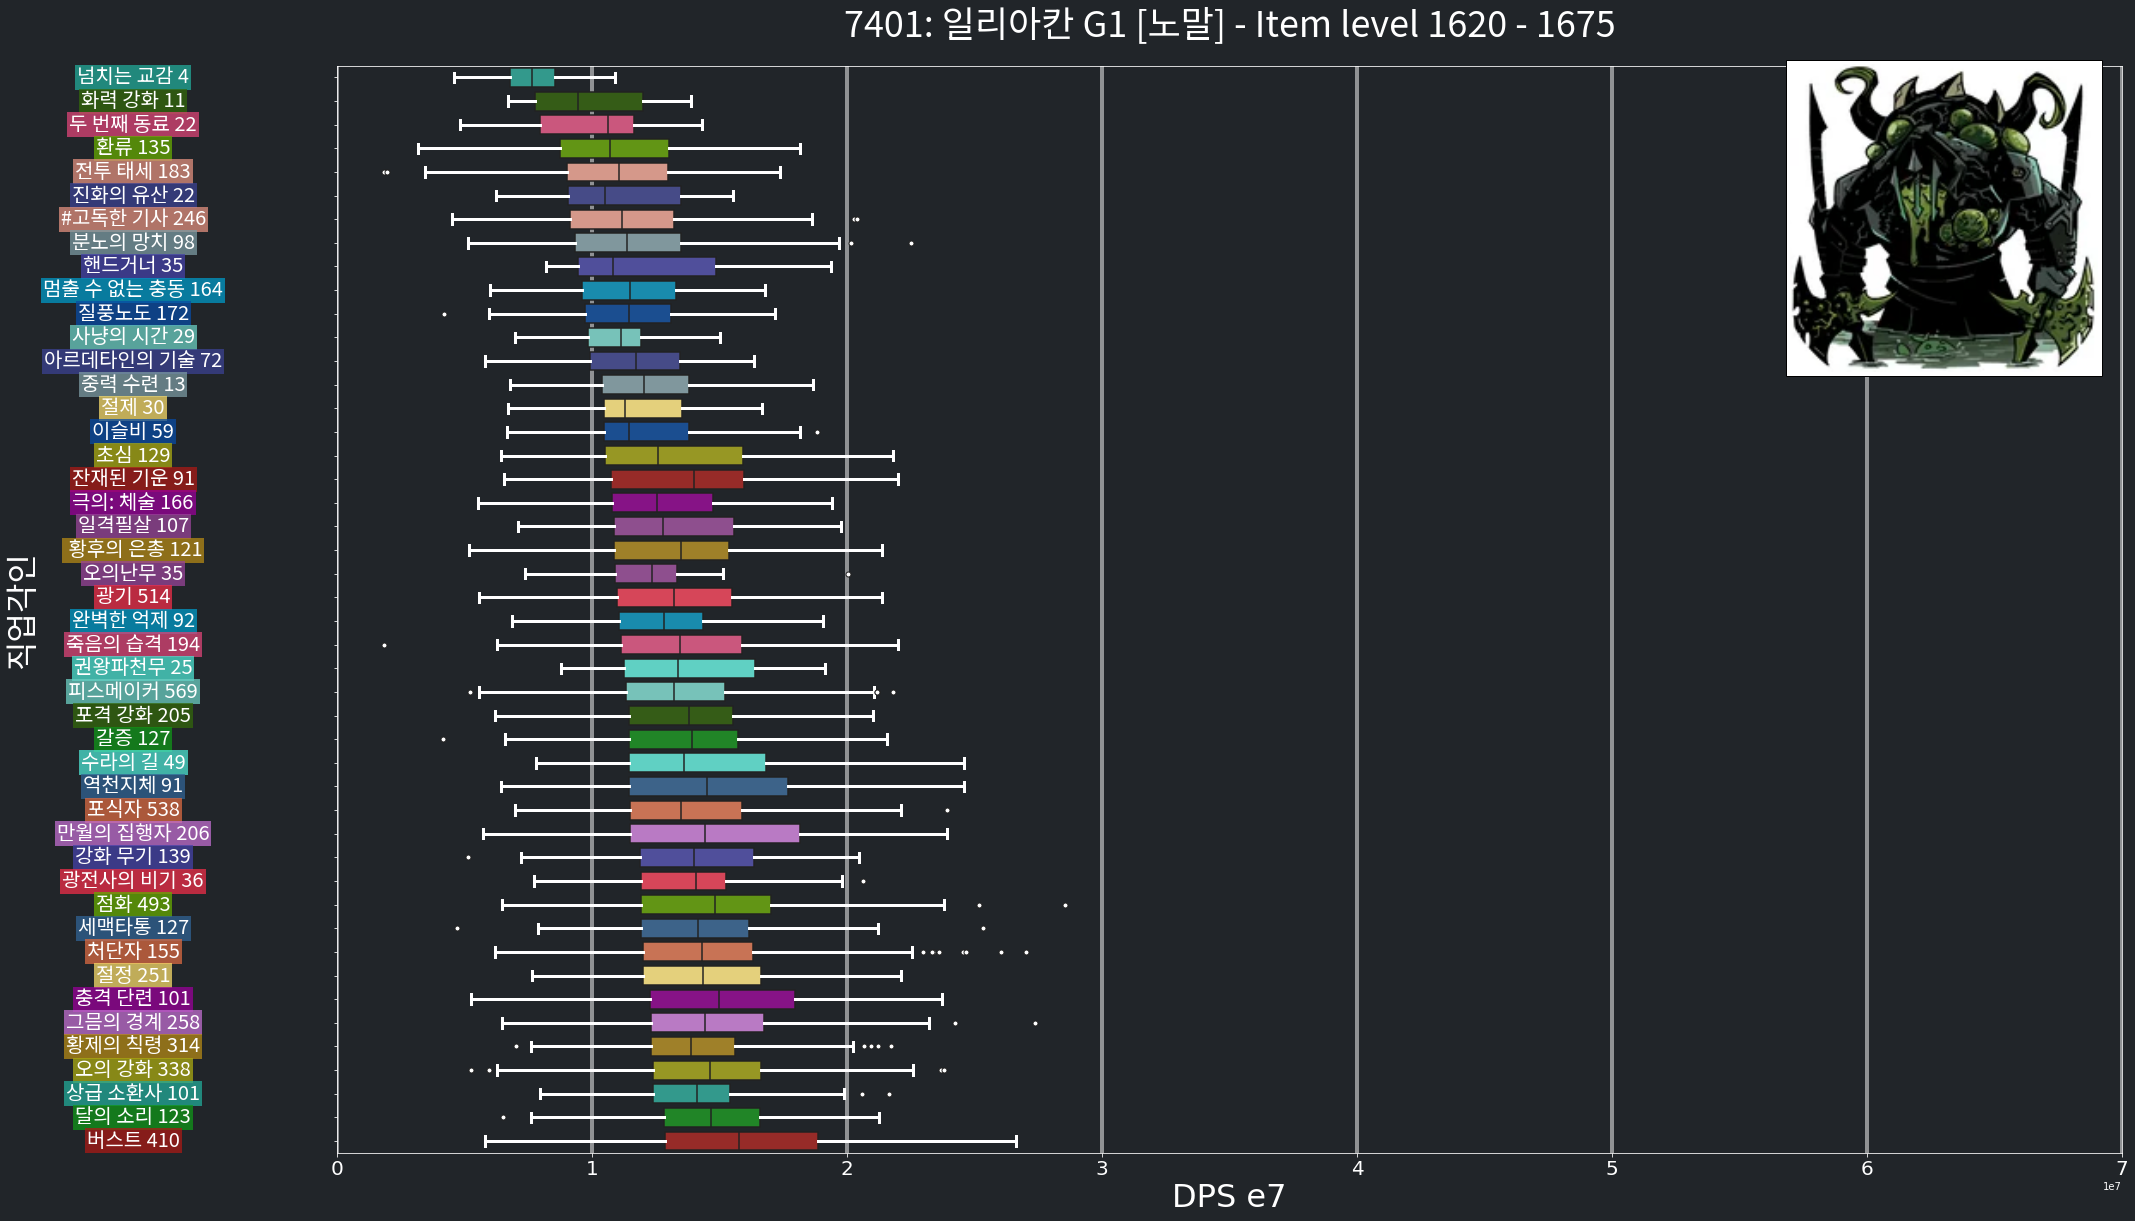 7401: 일리아칸 G1 [노말] - Item level 1620 - 1675
넘치는 교감 4
화력 강화 11
두 번째 동료 22
환류 135
전투 태세 183
진화의 유산 22
#고독한 기사 246
분노의 망치 98
핸드거너 35
멈출 수 없는 충동 164
질풍노도 172
사냥의 시간 29
아르데타인의 기술 72
중력 수련 13
절제 30
이슬비 59
초심 129
잔재된 기운 91
극의: 체술 166
일격필살 107
황후의 은총 121
오의난무 35
광기 514
완벽한 억제 92
죽음의 습격 194
권왕파천무 25
피스메이커 569
포격 강화 205
갈증 127
수라의 길 49
역천지체 91
포식자 538
만월의 집행자 206
강화 무기 139
광전사의 비기 36
점화 493
세맥타통 127
처단자 155
절정 251
충격 단련 101
그믐의 경계 258
황제의 칙령 314
오의 강화 338
상급 소환사 101
달의 소리 123
버스트 410
직업각인
0 1 2 3 4 5 6 7
1e7
DPS e7